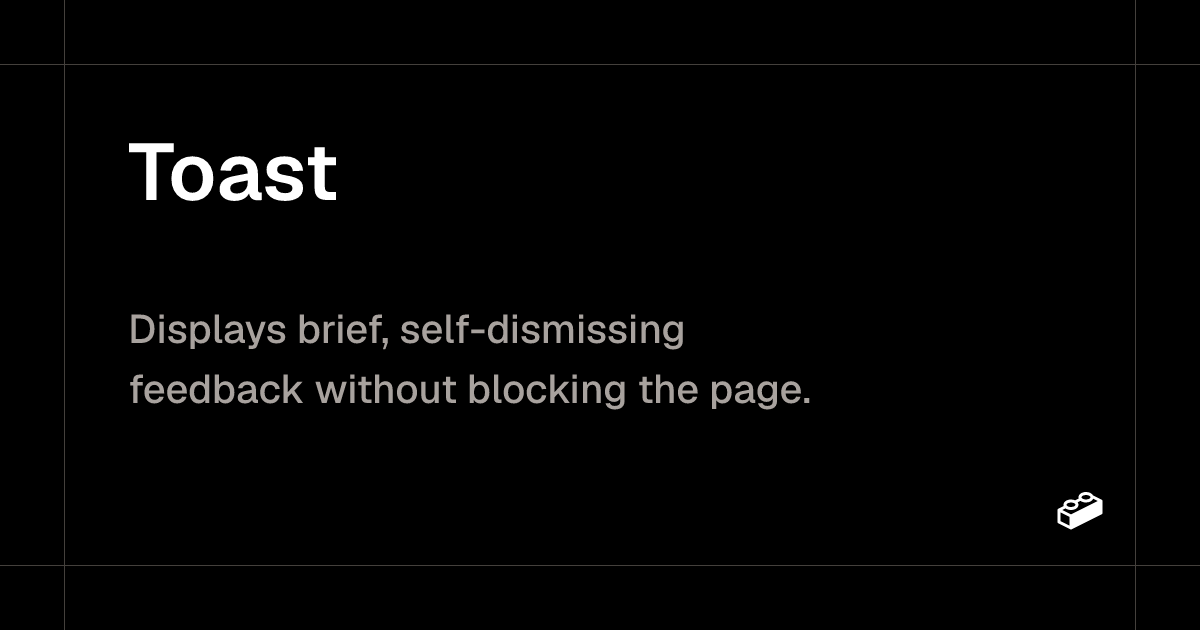 Toast
Displays brief, self-dismissing
feedback without blocking the page.